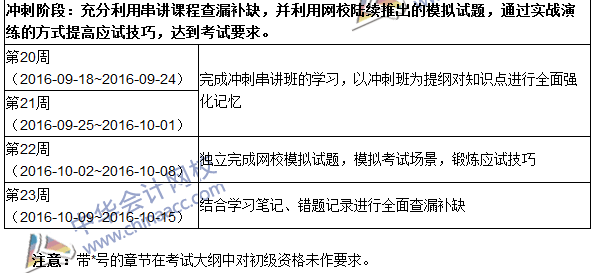 冲刺阶段：充分利用串讲课程查漏补缺，并利用网校陆续推出的模拟试题，通过实战演
练的方式提高应试技巧，达到考试要求。
第20周
（2016-09-18~2016-09-24）
完成冲刺串讲班的学习，以冲刺班为提纲对知识点进行全面强
化记忆
第21周
（2016-09-25~2016-10-01）
第22周
（2016-10-02~2016-10-08）
独立完成网校模拟试题，模拟考试场景，锻炼应试技巧
第23周
（2016-10-09~2016-10-15）
结合学习笔记、错题记录进行全面查漏补缺
中华会计网校
www.chinaacc.com
注意：带*号的章节在考试大纲中对初级资格未作要求。